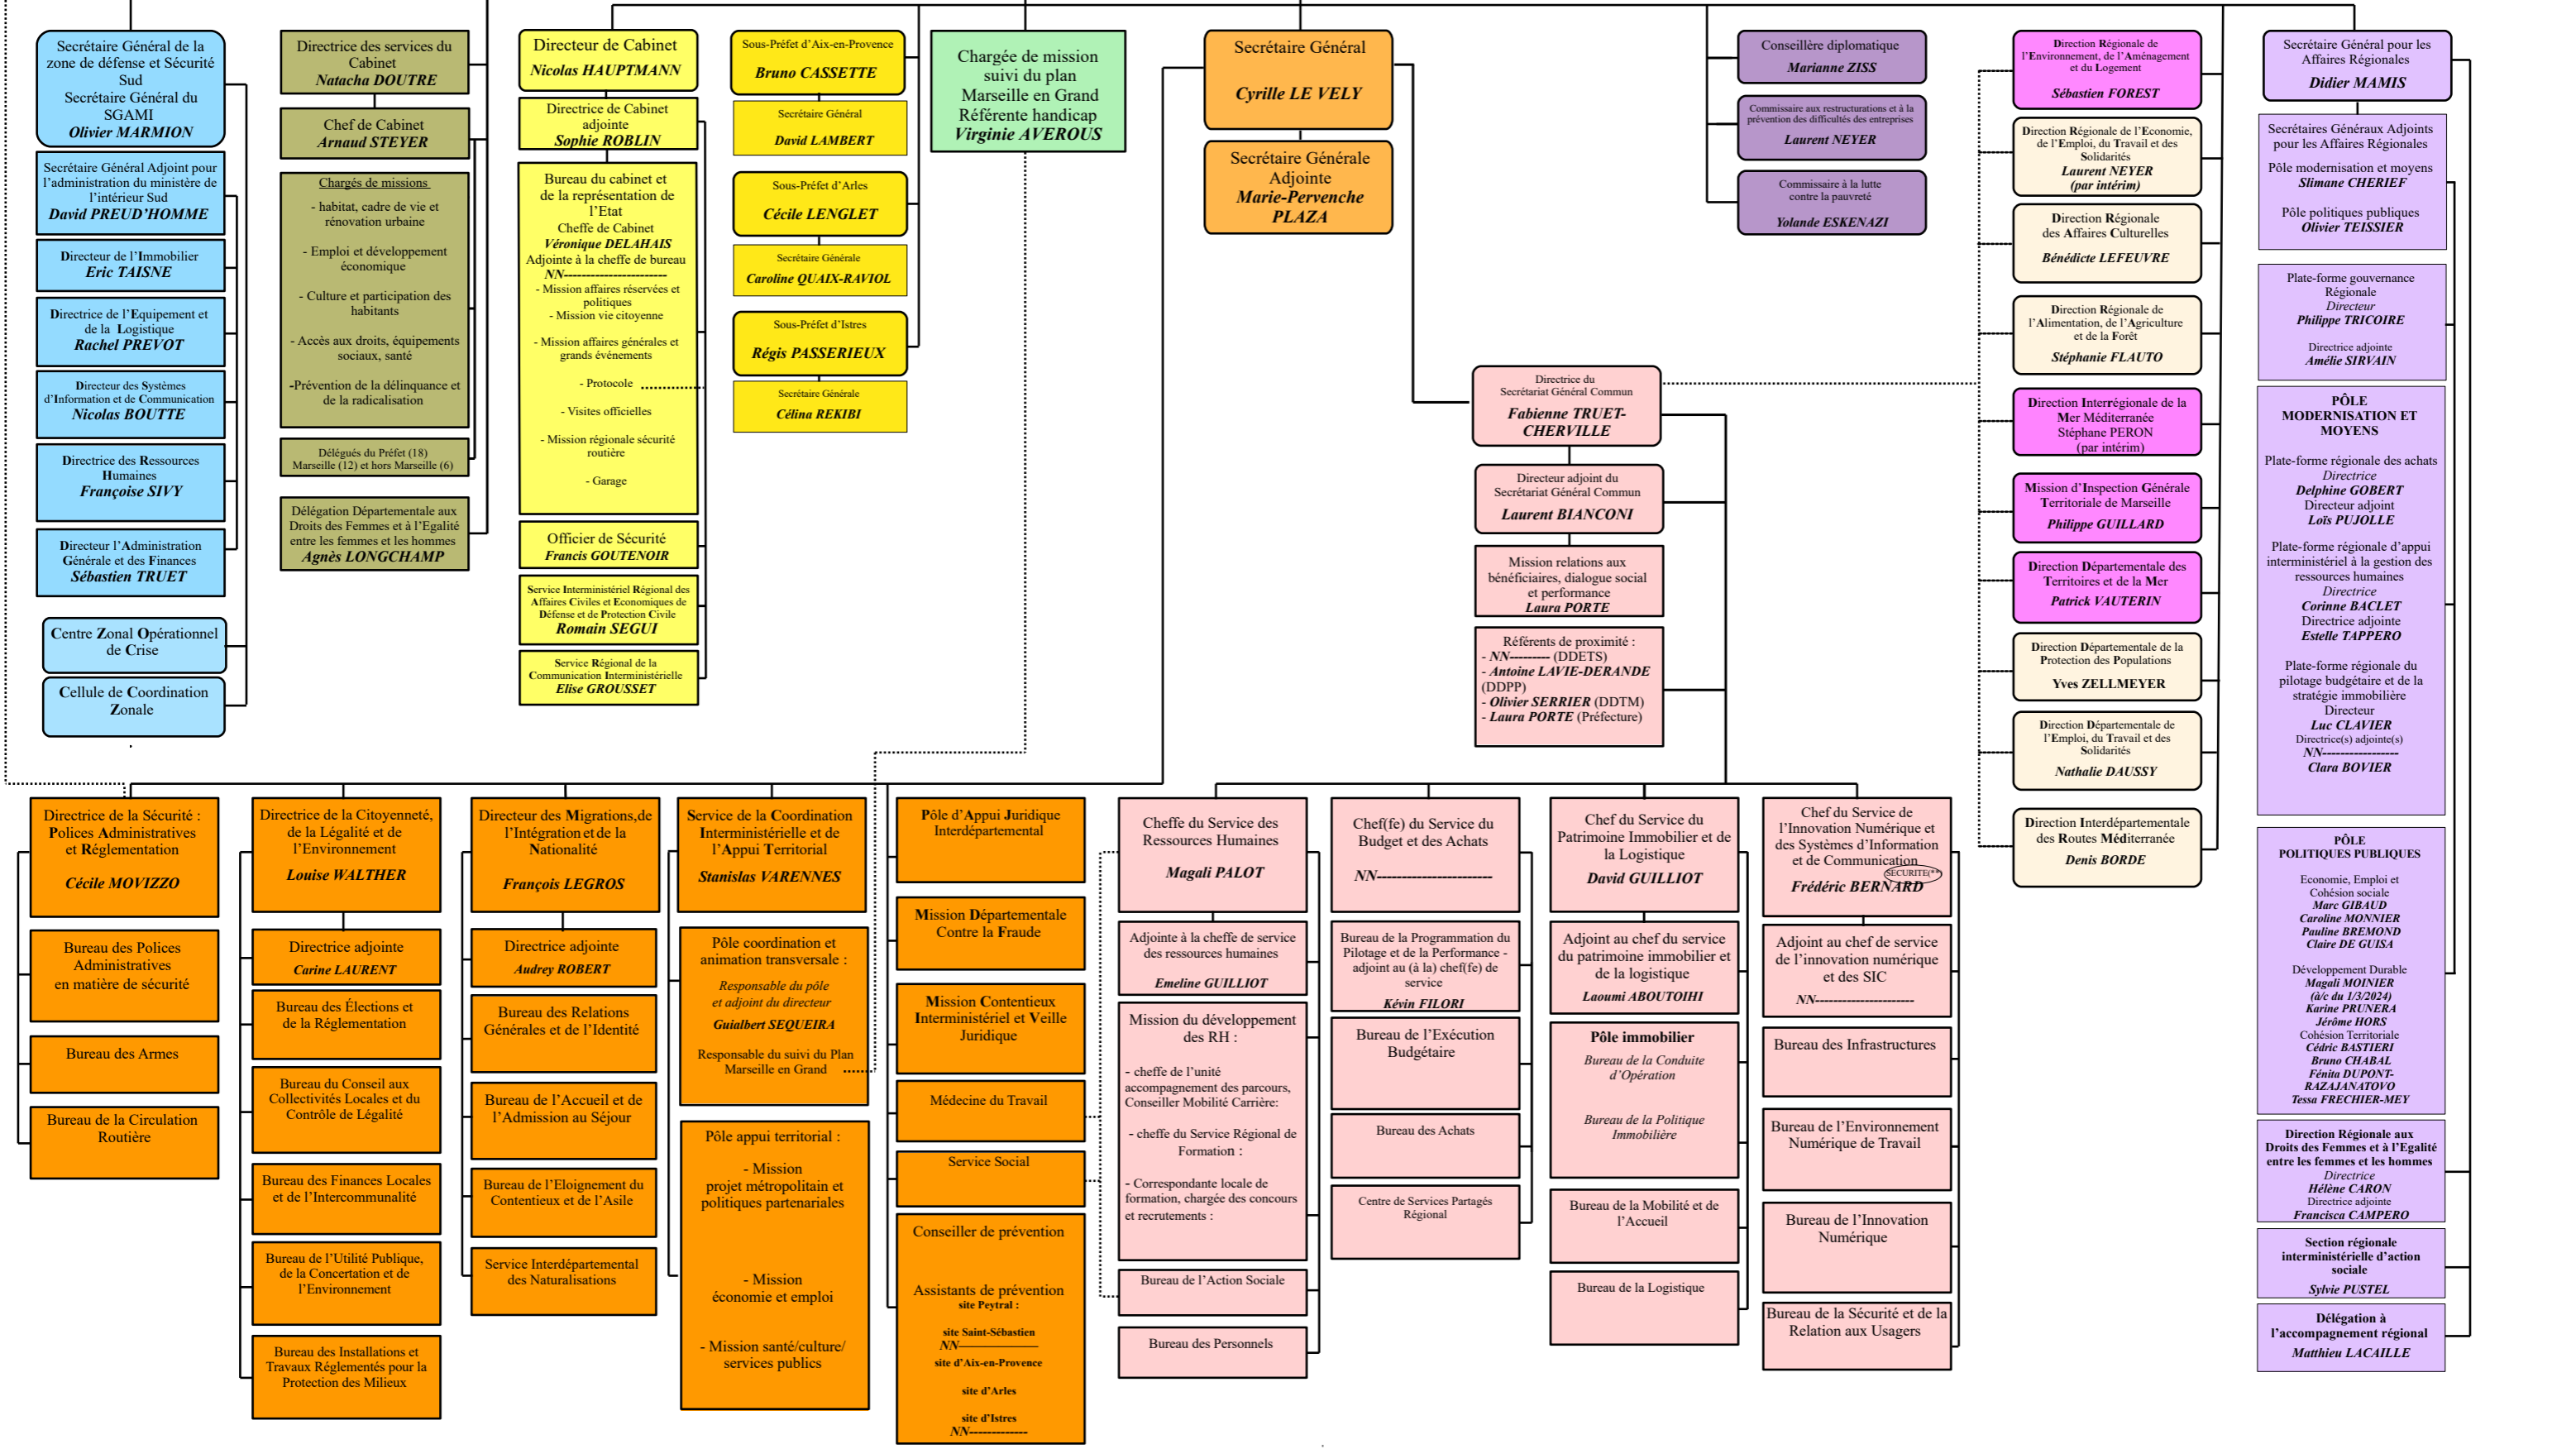 Secrétaire Général de la
zone de défense et Sécurité
Sud
Secrétaire Général du
SGAMI
Olivier MARMION
Secrétaire Général Adjoint pour
l’administration du ministère de
l’intérieur Sud
David PREUD’HOMME
Directeur de l’Immobilier
Eric TAISNE
Directrice de l’Equipement et
de la Logistique
Rachel PREVOT
Directeur des Systèmes
d’Information et de Communication
Nicolas BOUTTE
Directrice des Ressources
Humaines
Françoise SIVY
Directeur l’Administration
Générale et des Finances
Sébastien TRUET
Centre Zonal Opérationnel
de Crise
Cellule de Coordination
Zonale
Directrice des services du
Cabinet
Natacha DOUTRE
Chef de Cabinet
Arnaud STEYER
Chargés de missions
- habitat, cadre de vie et
rénovation urbaine
- Emploi et développement
économique
- Culture et participation des
habitants
- Accès aux droits, équipements
sociaux, santé
-Prévention de la délinquance et
de la radicalisation
Délégués du Préfet (18)
Marseille (12) et hors Marseille (6)
Délégation Départementale aux
Droits des Femmes et à l’Egalité
entre les femmes et les hommes
Agnès LONGCHAMP
Directeur de Cabinet
Nicolas HAUPTMANN
Directrice de Cabinet
adjointe
Sophie ROBLIN
Bureau du cabinet et
de la représentation de
l’Etat
Cheffe de Cabinet
Véronique DELAHAIS
Adjointe à la cheffe de bureau
NN-----------------------
- Mission affaires réservées et
politiques
- Mission vie citoyenne
- Mission affaires générales et
grands événements
- Protocole
- Visites officielles
- Mission régionale sécurité
routière
- Garage
Officier de Sécurité
Francis GOUTENOIR
Service Interministériel Régional des
Affaires Civiles et Economiques de
Défense et de Protection Civile
Romain SEGUI
Service Régional de la
Communication Interministérielle
Elise GROUSSET
Sous-Préfet d’Aix-en-Provence
Bruno CASSETTE
Secrétaire Général
David LAMBERT
Sous-Préfet d’Arles
Cécile LENGLET
Secrétaire Générale
Caroline QUAIX-RAVIOL
Sous-Préfet d’Istres
Régis PASSERIEUX
Secrétaire Générale
Célina REKIBI
Chargée de mission
suivi du plan
Marseille en Grand
Référente handicap
Virginie AVEROUS
Secrétaire Général
Cyrille LE VELY
Secrétaire Générale
Adjointe
Marie-Pervenche
PLAZA
Directrice du
Secrétariat Général Commun
Fabienne TRUET-
CHERVILLE
Directeur adjoint du
Secrétariat Général Commun
Laurent BIANCONI
Mission relations aux
bénéficiaires, dialogue social
et performance
Laura PORTE
Référents de proximité :
- NN--------- (DDETS)
- Antoine LAVIE-DERANDE
(DDPP)
- Olivier SERRIER (DDTM)
- Laura PORTE (Préfecture)
Conseillère diplomatique
Marianne ZISS
Commissaire aux restructurations et à la
prévention des difficultés des entreprises
Laurent NEYER
Commissaire à la lutte
contre la pauvreté
Yolande ESKENAZI
Direction Régionale de
l’Environnement, de l’Aménagement
et du Logement
Sébastien FOREST
Direction Régionale de l’Economie,
de l’Emploi, du Travail et des
Solidarités
Laurent NEYER
(par intérim)
Direction Régionale
des Affaires Culturelles
Bénédicte LEFEUVRE
Direction Régionale de
l’Alimentation, de l’Agriculture
et de la Forêt
Stéphanie FLAUTO
Direction Interrégionale de la
Mer Méditerranée
Stéphane PERON
(par intérim)
Mission d’Inspection Générale
Territoriale de Marseille
Philippe GUILLARD
Direction Départementale des
Territoires et de la Mer
Patrick VAUTERIN
Direction Départementale de la
Protection des Populations
Yves ZELLMEYER
Direction Départementale de
l’Emploi, du Travail et des
Solidarités
Nathalie DAUSSY
Direction Interdépartementale
des Routes Méditerranée
Denis BORDE
Secrétaire Général pour les
Affaires Régionales
Didier MAMIS
Secrétaires Généraux Adjoints
pour les Affaires Régionales
Pôle modernisation et moyens
Slimane CHERIEF
Pôle politiques publiques
Olivier TEISSIER
Plate-forme gouvernance
Régionale
Directeur
Philippe TRICOIRE
Directrice adjointe
Amélie SIRVAIN
PÔLE
MODERNISATION ET
MOYENS
Plate-forme régionale des achats
Directrice
Delphine GOBERT
Directeur adjoint
Loïs PUJOLLE
Plate-forme régionale d’appui
interministériel à la gestion des
ressources humaines
Directrice
Corinne BACLET
Directrice adjointe
Estelle TAPPERO
Plate-forme régionale du
pilotage budgétaire et de la
stratégie immobilière
Directeur
Luc CLAVIER
Directrice(s) adjointe(s)
NN-----------------
Clara BOVIER
PÔLE
POLITIQUES PUBLIQUES
Economie, Emploi et
Cohésion sociale
Marc GIBAUD
Caroline MONNIER
Pauline BREMOND
Claire DE GUISA
Développement Durable
Magali MOINIER
(à/c du 1/3/2024)
Karine PRUNERA
Jérôme HORS
Cohésion Territoriale
Cédric BASTIERI
Bruno CHABAL
Fénita DUPONT-
RAZAJANATOVO
Tessa FRECHIER-MEY
Direction Régionale aux
Droits des Femmes et à l’Egalité
entre les femmes et les hommes
Directrice
Hélène CARON
Directrice adjointe
Francisca CAMPERO
Section régionale
interministérielle d’action
sociale
Sylvie PUSTEL
Délégation à
l’accompagnement régional
Matthieu LACAILLE
Directrice de la Sécurité :
Polices Administratives
et Réglementation
Cécile MOVIZZO
Bureau des Polices
Administratives
en matière de sécurité
Bureau des Armes
Bureau de la Circulation
Routière
Directrice de la Citoyenneté,
de la Légalité et de
l’Environnement
Louise WALTHER
Directrice adjointe
Carine LAURENT
Bureau des Élections et
de la Réglementation
Bureau du Conseil aux
Collectivités Locales et du
Contrôle de Légalité
Bureau des Finances Locales
et de l’Intercommunalité
Bureau de l’Utilité Publique,
de la Concertation et de
l’Environnement
Bureau des Installations et
Travaux Réglementés pour la
Protection des Milieux
Directeur des Migrations,de
l’Intégration et de la
Nationalité
François LEGROS
Directrice adjointe
Audrey ROBERT
Bureau des Relations
Générales et de l’Identité
Bureau de l’Accueil et de
l’Admission au Séjour
Bureau de l’Eloignement du
Contentieux et de l’Asile
Service Interdépartemental
des Naturalisations
Service de la Coordination
Interministérielle et de
l’Appui Territorial
Stanislas VARENNES
Pôle coordination et
animation transversale :
Responsable du pôle
et adjoint du directeur
Guialbert SEQUEIRA
Responsable du suivi du Plan
Marseille en Grand
Pôle appui territorial :
- Mission
projet métropolitain et
politiques partenariales
- Mission
économie et emploi
- Mission santé/culture/
services publics
Pôle d’Appui Juridique
Interdépartemental
Mission Départementale
Contre la Fraude
Mission Contentieux
Interministériel et Veille
Juridique
Médecine du Travail
Service Social
Conseiller de prévention
Assistants de prévention
site Peytral :
site Saint-Sébastien
NN——————
site d’Aix-en-Provence
site d’Arles
site d’Istres
NN-------------
Cheffe du Service des
Ressources Humaines
Magali PALOT
Adjointe à la cheffe de service
des ressources humaines
Emeline GUILLIOT
Mission du développement
des RH :
- cheffe de l’unité
accompagnement des parcours,
Conseiller Mobilité Carrière:
- cheffe du Service Régional de
Formation :
- Correspondante locale de
formation, chargée des concours
et recrutements :
Bureau de l’Action Sociale
Bureau des Personnels
Chef(fe) du Service du
Budget et des Achats
NN------------------------
Bureau de la Programmation du
Pilotage et de la Performance -
adjoint au (à la) chef(fe) de
service
Kévin FILORI
Bureau de l’Exécution
Budgétaire
Bureau des Achats
Centre de Services Partagés
Régional
Chef du Service du
Patrimoine Immobilier et de
la Logistique
David GUILLIOT
Adjoint au chef du service
du patrimoine immobilier et
de la logistique
Laoumi ABOUTOIHI
Pôle immobilier
Bureau de la Conduite
d’Opération
Bureau de la Politique
Immobilière
Bureau de la Mobilité et de
l’Accueil
Bureau de la Logistique
Chef du Service de
l’Innovation Numérique et
des Systèmes d’Information
et de Communication
SECURITE(**
Frédéric BERNARD
Adjoint au chef de service
de l’innovation numérique
et des SIC
NN----------------------
Bureau des Infrastructures
Bureau de l’Environnement
Numérique de Travail
Bureau de l’Innovation
Numérique
Bureau de la Sécurité et de la
Relation aux Usagers